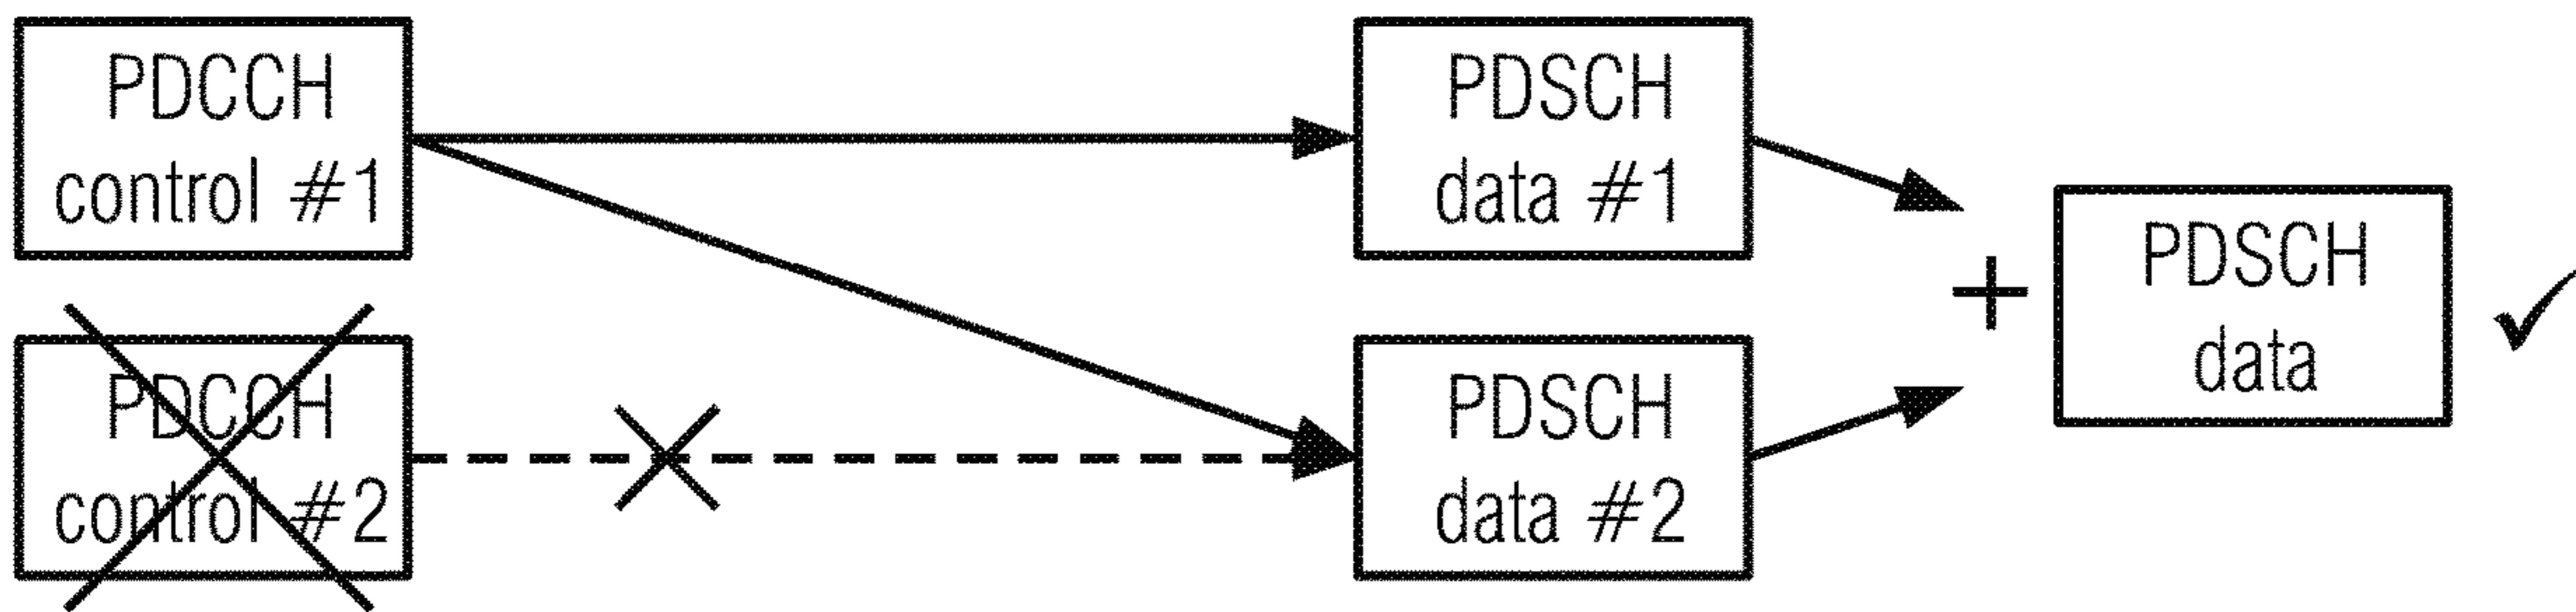 PDCCH
control #1
PDSCH
data #1
PDCCH
control #2
PDSCH
data #2
+
PDSCH
data
✓